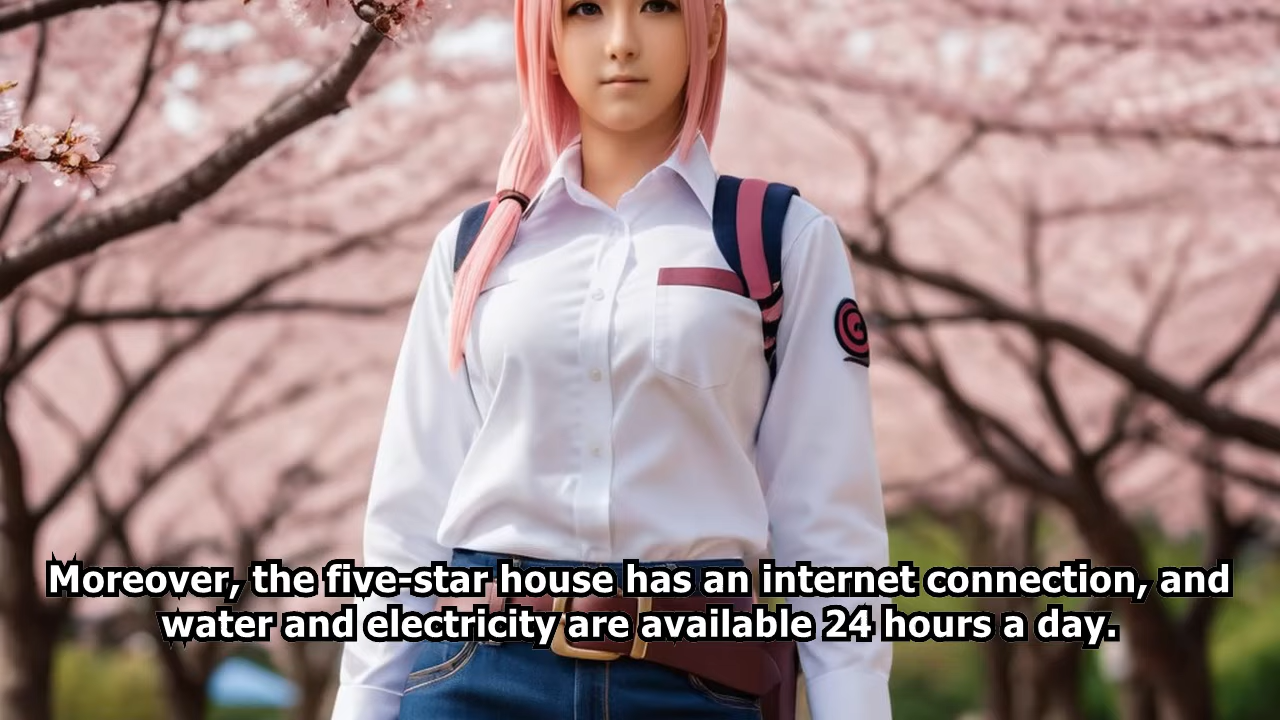 Moreover, the five-star house has an internet connection, and
water and electricity are available 24 hours a day.